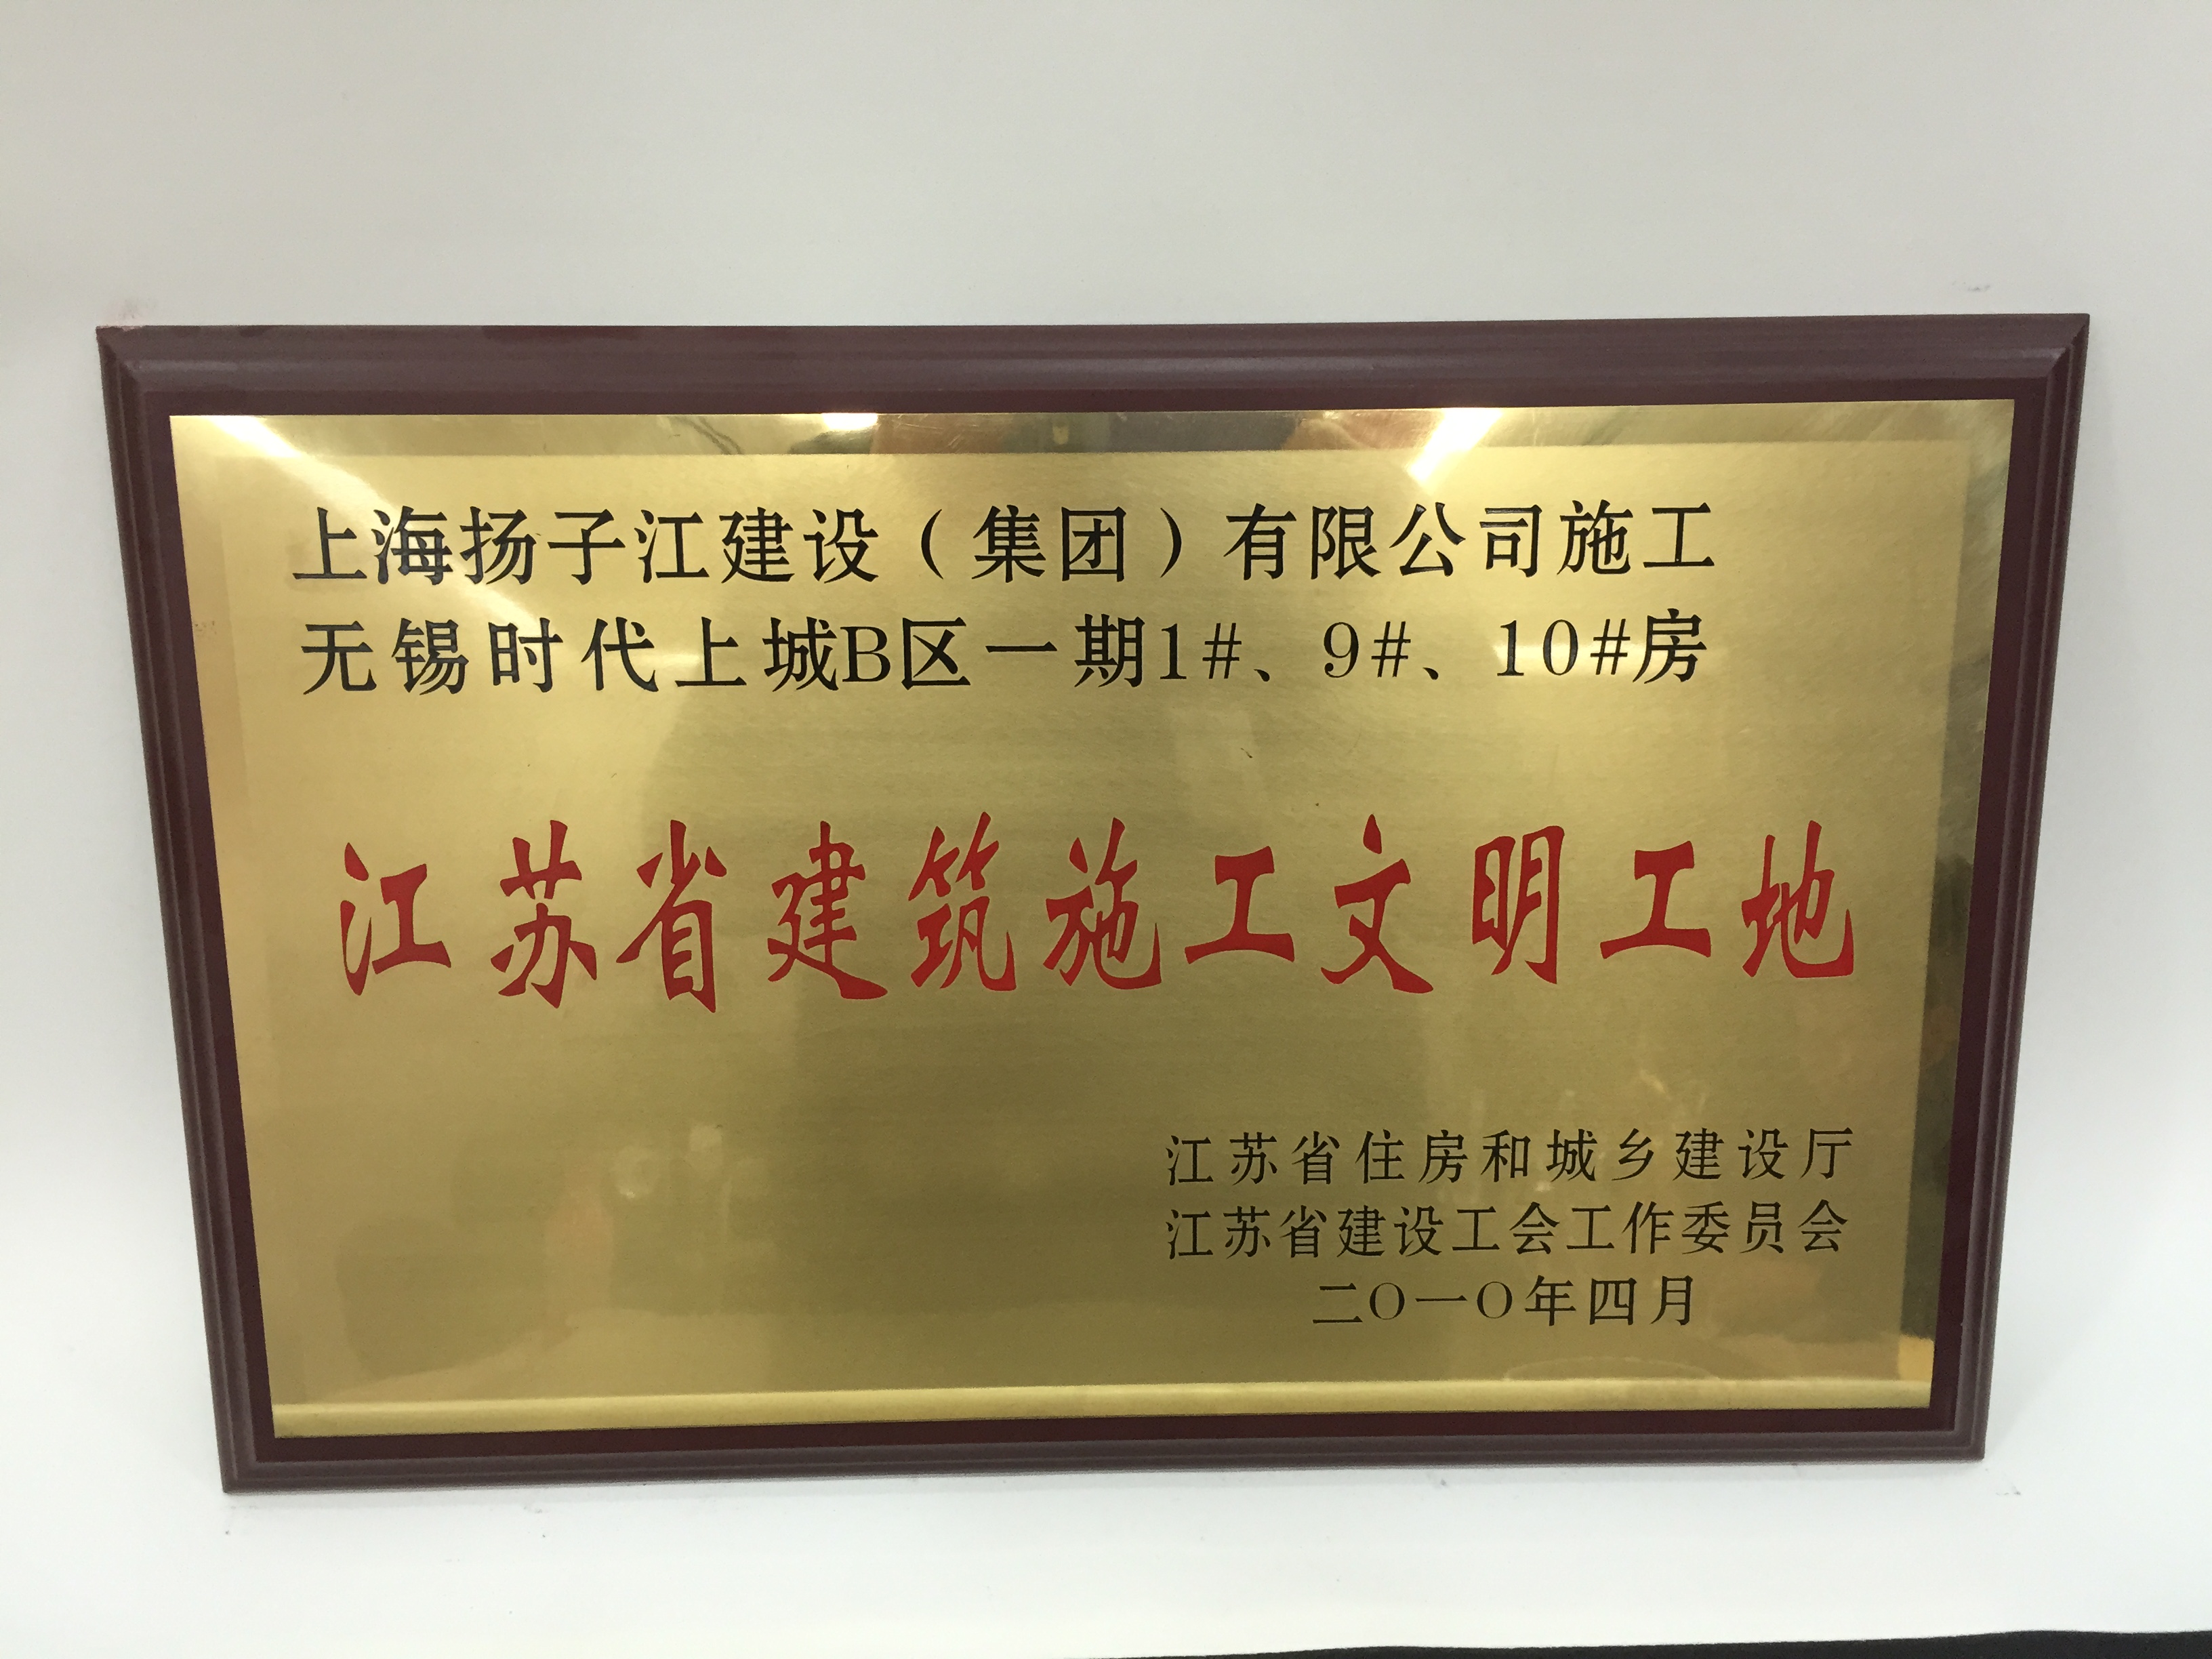 上海扬子江建设（集团）有限公司施工
无锡时代上城B区一期1#、9#、10#房
江苏省建筑施工文明工地
江苏省住房和城乡建设厅
江苏省建设工会工作委员会
二〇一〇年四月